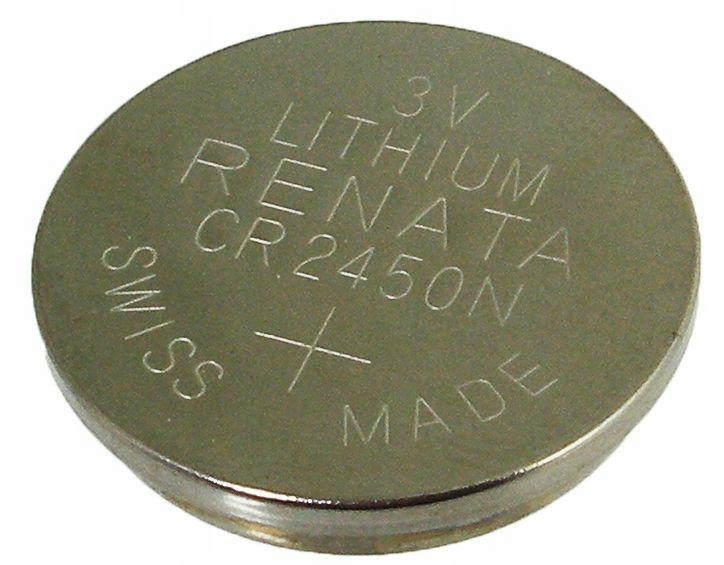 3V
LITHIUM
RENATA
CR2450N
+
SWISS MADE